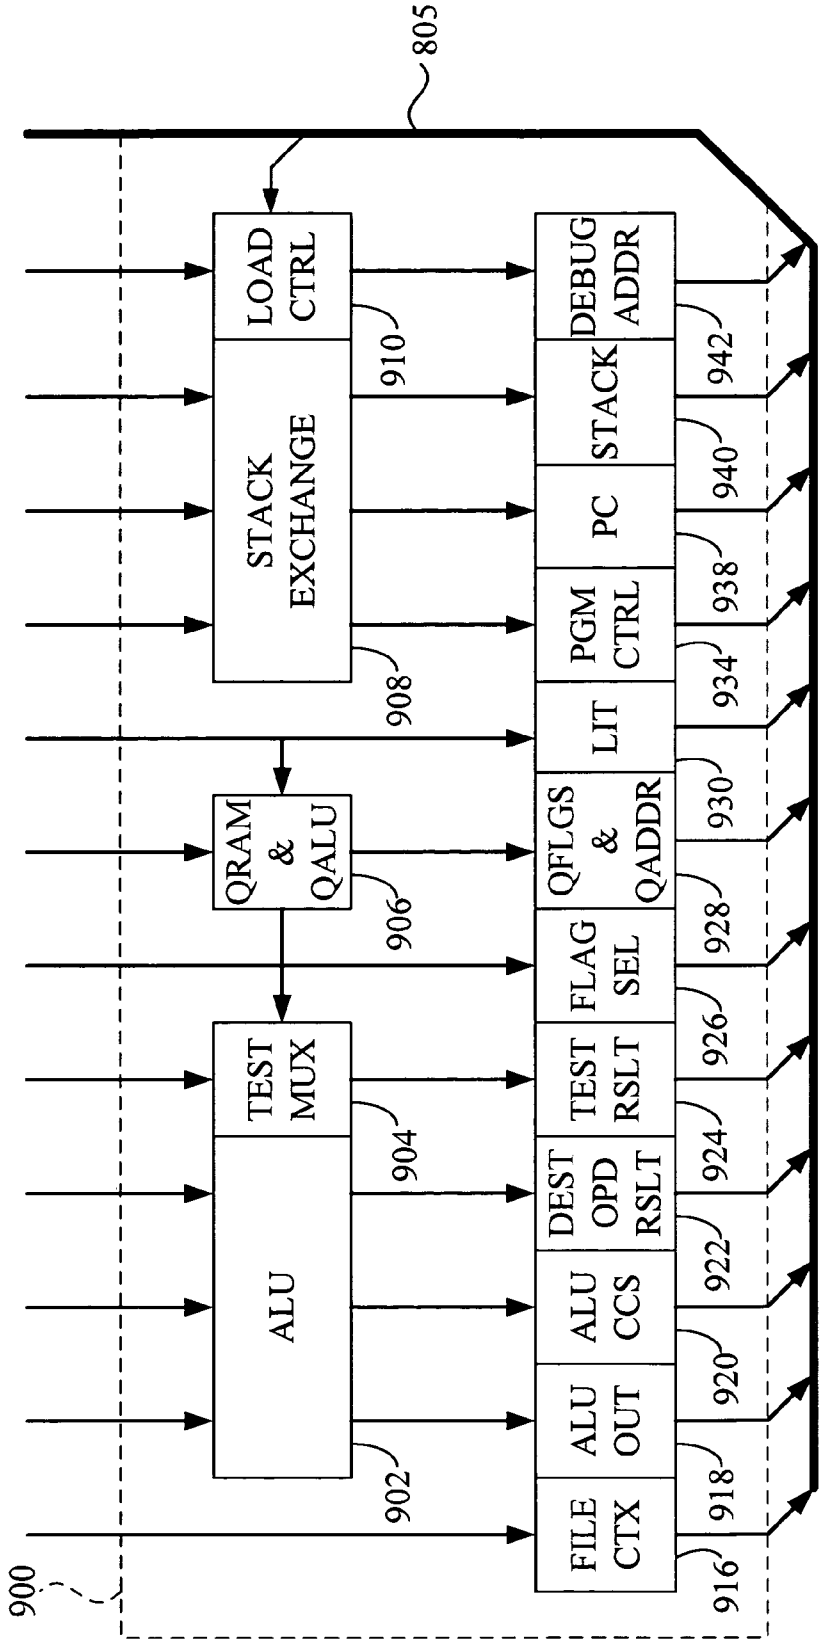 900
805
ALU
TEST
MUX
QRAM
&
QALU
STACK
EXCHANGE
LOAD
CTRL
902
904
906
908
910
FILE
CTX
ALU
OUT
ALU
CCS
DEST
OPD
RSLT
TEST
RSLT
FLAG
SEL
QFLGS
&
QADDR
LIT
PGM
CTRL
PC
STACK
DEBUG
ADDR
916
918
920
922
924
926
928
930
934
938
940
942